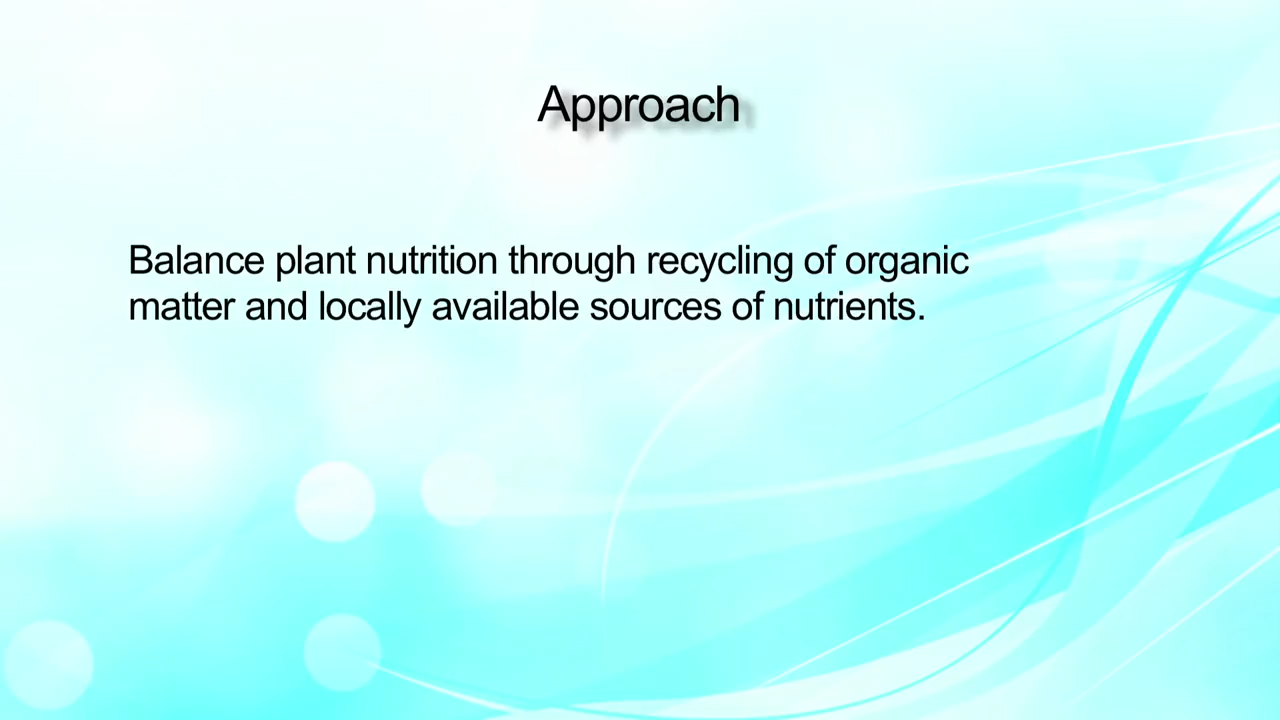 Approach
Balance plant nutrition through recycling of organic
matter and locally available sources of nutrients.